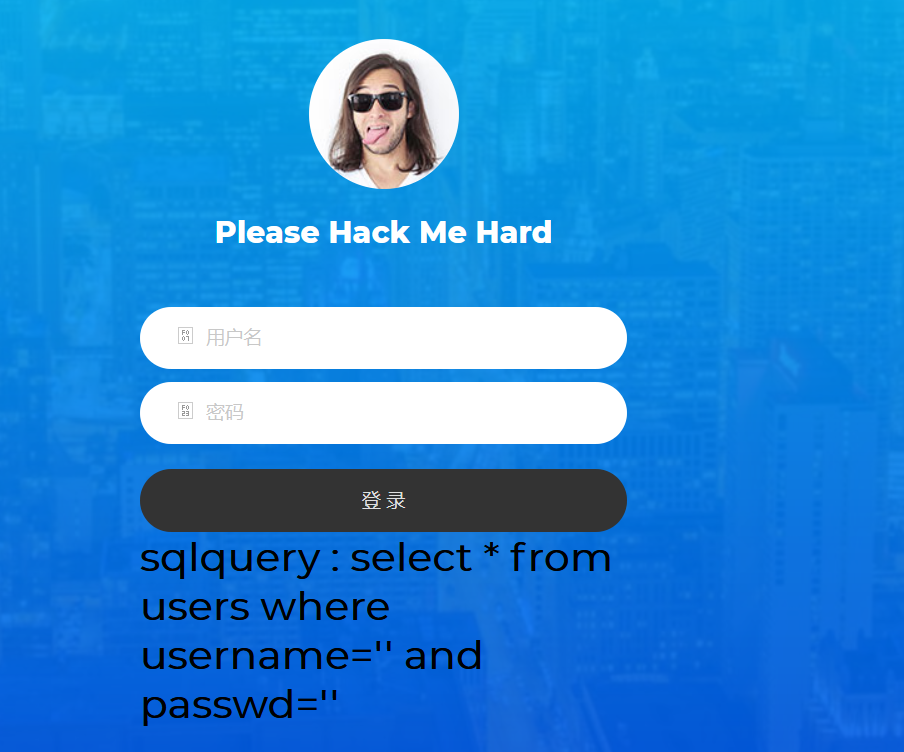 Please Hack Me Hard
用户名
密码
登 录
sqlquery : select * from
users where
username='' and
passwd=''